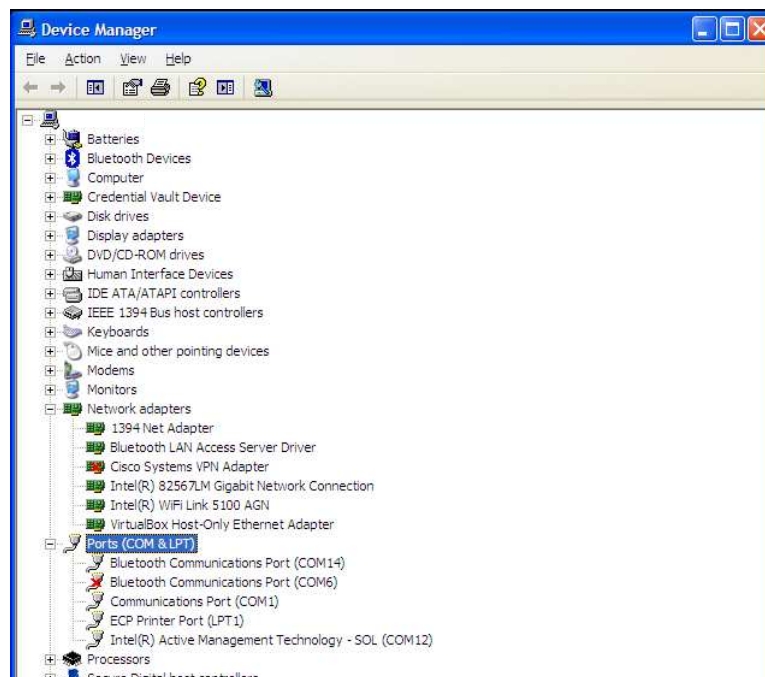 Device Manager
File Action View Help
Batteries
Bluetooth Devices
Computer
Credential Vault Device
Disk drives
Display adapters
DVD/CD-ROM drives
Human Interface Devices
IDE ATA/ATAPI controllers
IEEE 1394 Bus host controllers
Keyboards
Mice and other pointing devices
Modems
Monitors
Network adapters
1394 Net Adapter
Bluetooth LAN Access Server Driver
Cisco Systems VPN Adapter
Intel(R) 82567LM Gigabit Network Connection
Intel(R) WiFi Link 5100 AGN
VirtualBox Host-Only Ethernet Adapter
Ports (COM & LPT)
Bluetooth Communications Port (COM14)
Bluetooth Communications Port (COM6)
Communications Port (COM1)
ECP Printer Port (LPT1)
Intel(R) Active Management Technology - SOL (COM12)
Processors
Secure Digital host controllers